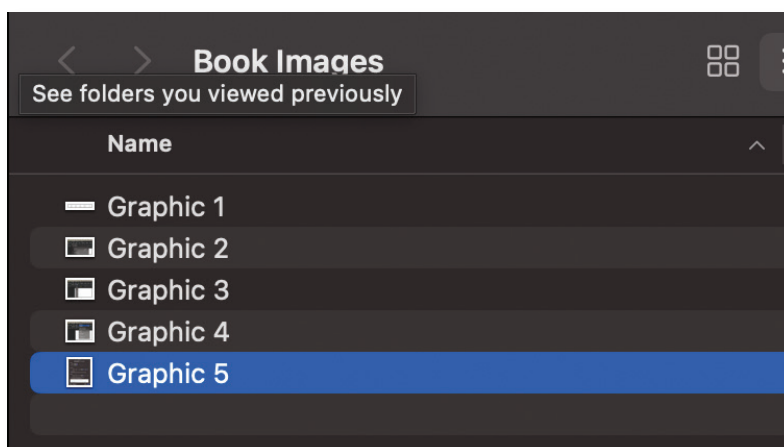 Book Images
See folders you viewed previously
Name
Graphic 1
Graphic 2
Graphic 3
Graphic 4
Graphic 5